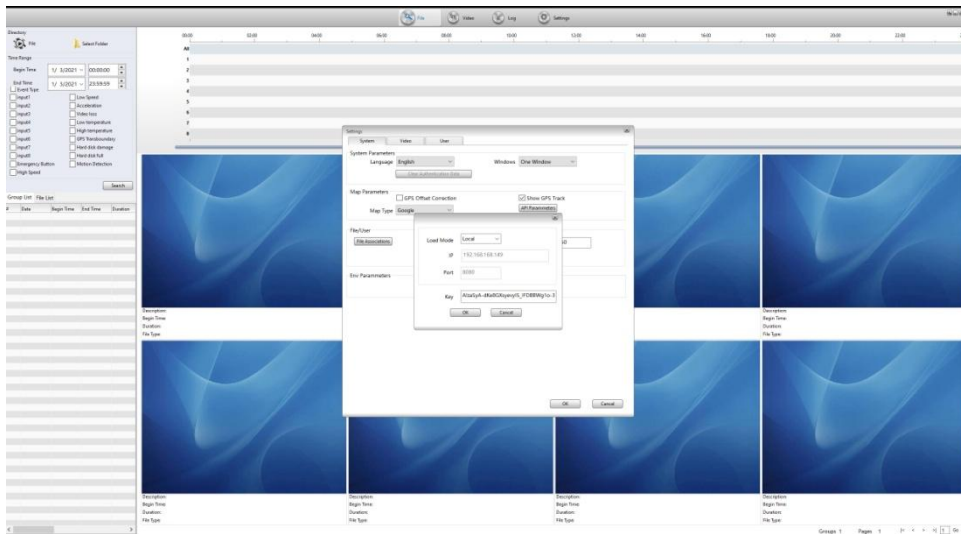 File Video Log Settings
Directory
File Select Folder
Time Range
Begin Time 1/ 3/2021 00:00:00
End Time 1/ 3/2021 23:59:59
Event Type
Input1 Low Speed
Input2 Acceleration
Input3 Video loss
Input4 Low temperature
Input5 High temperature
Input6 GPS Transboundary
Input7 Hard disk damage
Input8 Hard disk full
Emergency Button Motion Detection
High Speed
Search
Group List File List
# Date Begin Time End Time Duration
00:00 02:00 04:00 06:00 08:00 10:00 12:00 14:00 16:00 18:00 20:00 22:00
All
1
2
3
4
5
6
7
8
Settings
System Video User
System Parameters
Language English Windows One Window
Clear Authentication Data
Map Parameters
GPS Offset Correction Show GPS Track
Map Type Google API Parameters
File/User
File Associations
Env Parameters
Load Mode Local
IP 192.168.168.149
Port 8080
Key
OK Cancel
OK Cancel
Description:
Begin Time:
Duration:
File Type:
Description:
Begin Time:
Duration:
File Type:
Description:
Begin Time:
Duration:
File Type:
Description:
Begin Time:
Duration:
File Type:
Description:
Begin Time:
Duration:
File Type:
Description:
Begin Time:
Duration:
File Type:
Groups 1 Pages 1 1 Go